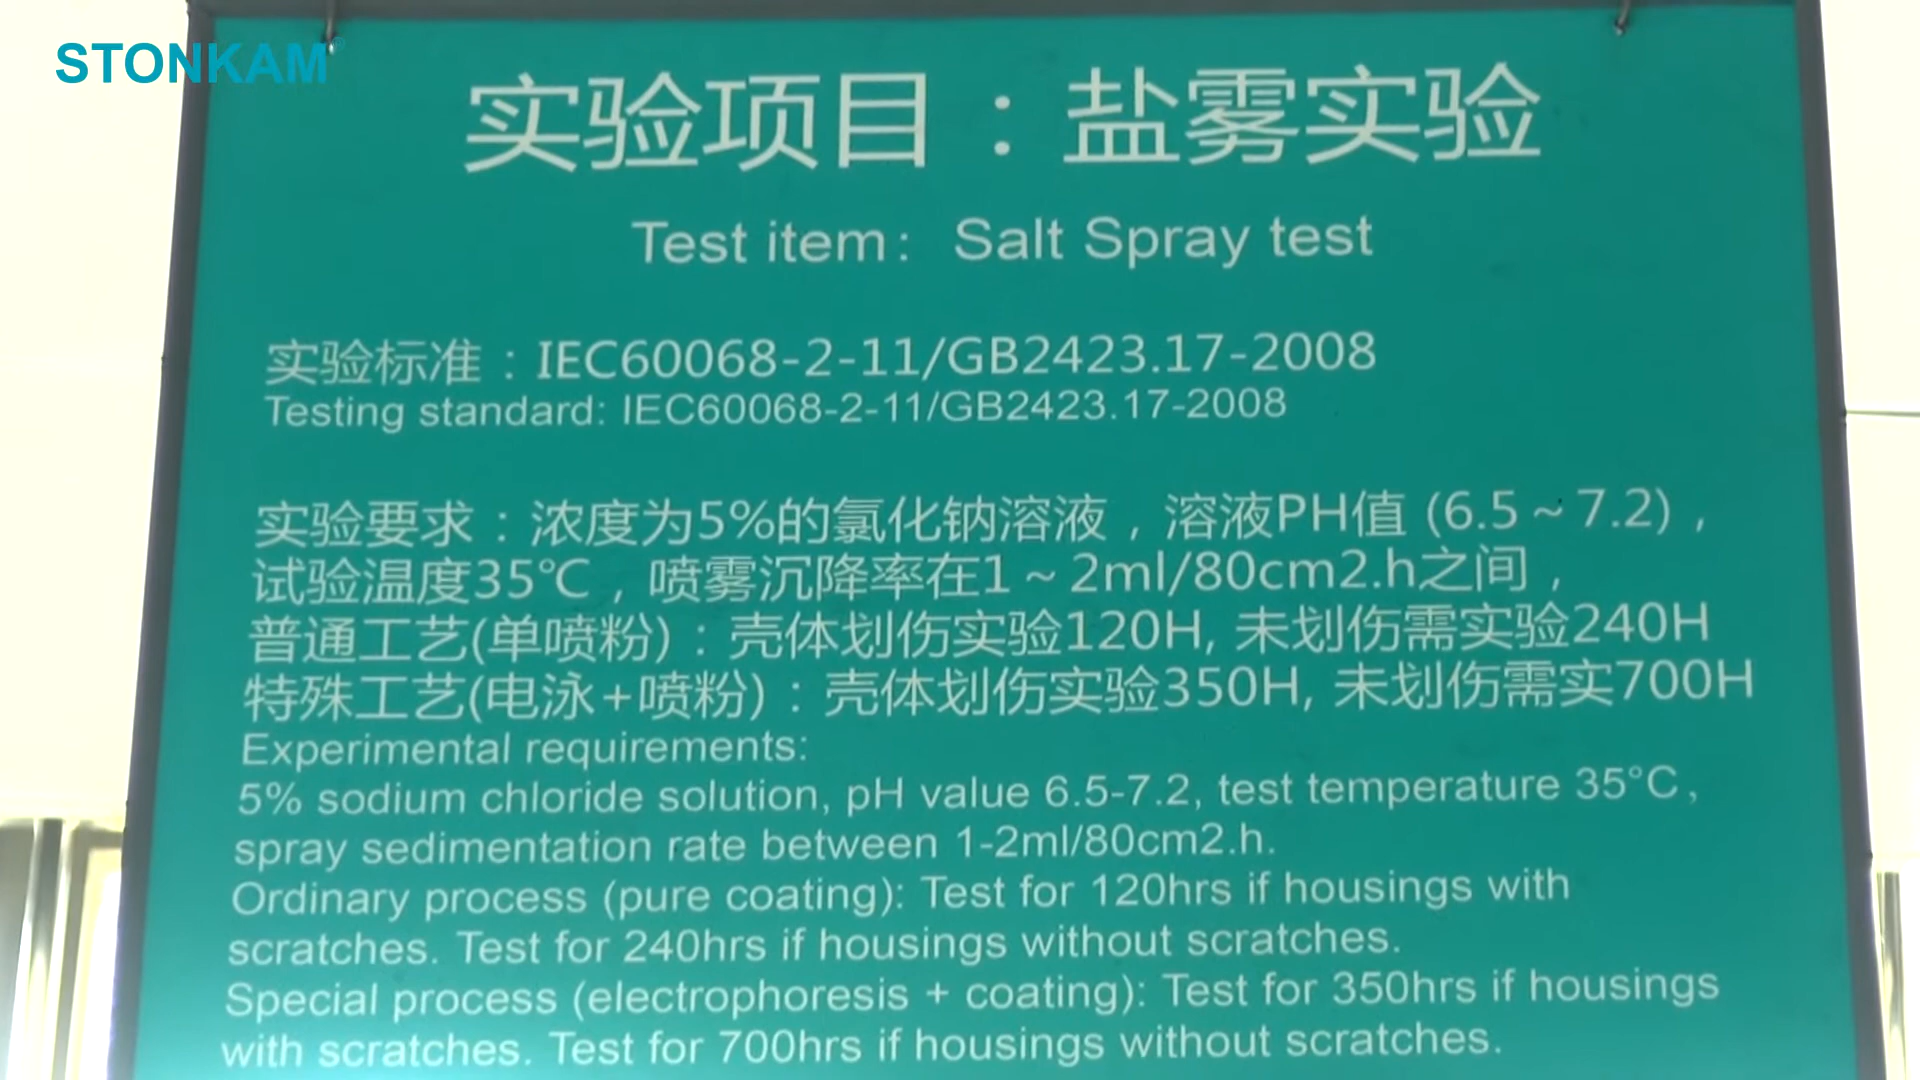 STONKAM®
实验项目：盐雾实验
Test item: Salt Spray test
实验标准：IEC60068-2-11/GB2423.17-2008
Testing standard: IEC60068-2-11/GB2423.17-2008
实验要求：浓度为5%的氯化钠溶液，溶液PH值 (6.5～7.2)，
试验温度35℃，喷雾沉降率在1～2ml/80cm2.h之间，
普通工艺(单喷粉)：壳体划伤实验120H, 未划伤需实验240H
特殊工艺(电泳+喷粉)：壳体划伤实验350H, 未划伤需实700H
Experimental requirements:
5% sodium chloride solution, pH value 6.5-7.2, test temperature 35°C,
spray sedimentation rate between 1-2ml/80cm2.h.
Ordinary process (pure coating): Test for 120hrs if housings with
scratches. Test for 240hrs if housings without scratches.
Special process (electrophoresis + coating): Test for 350hrs if housings
with scratches. Test for 700hrs if housings without scratches.